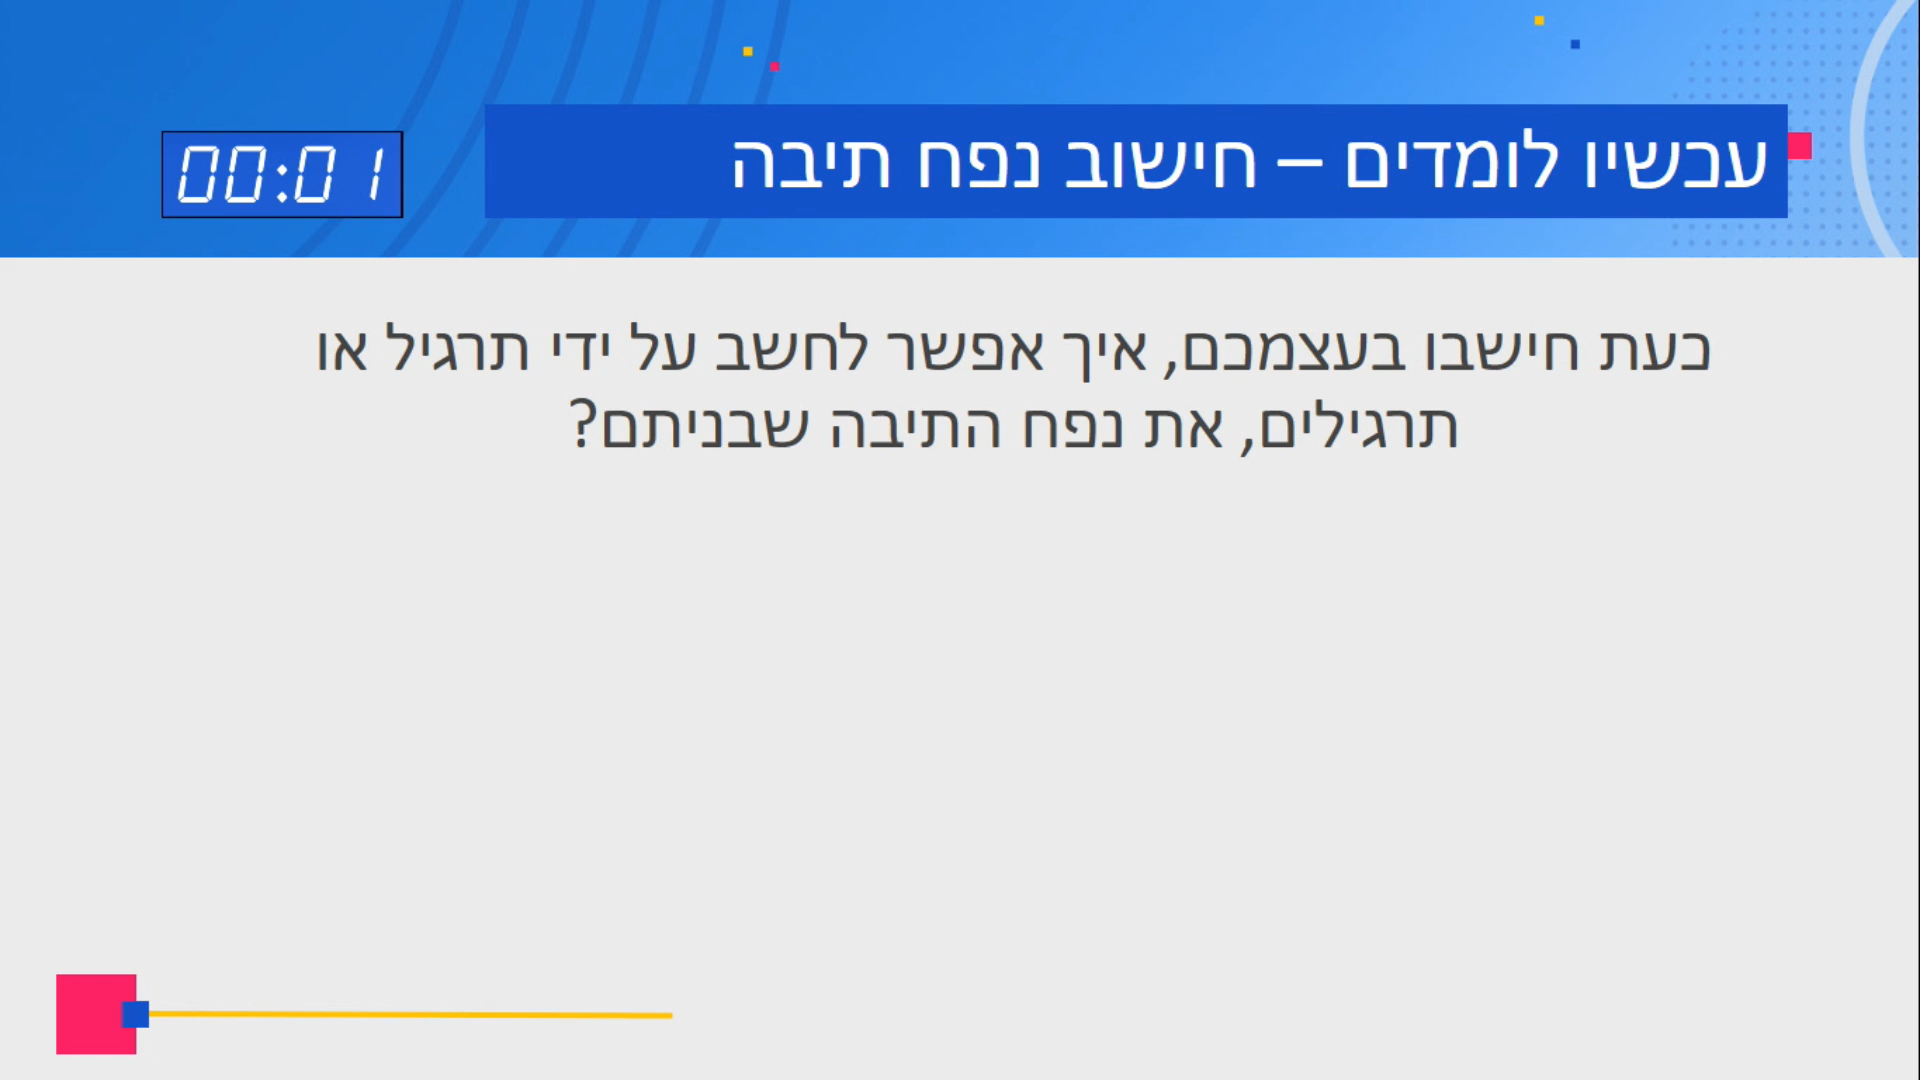 עכשיו לומדים – חישוב נפח תיבה
00:01
כעת חישבו בעצמכם, איך אפשר לחשב על ידי תרגיל או
תרגילים, את נפח התיבה שבניתם?